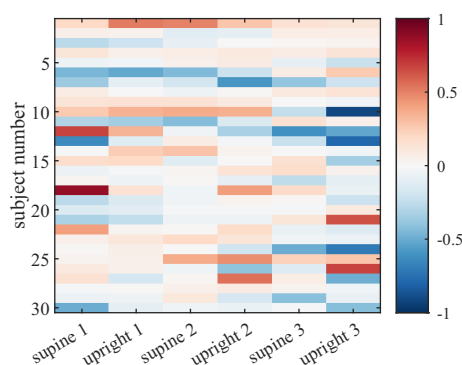 subject number
5
10
15
20
25
30
supine 1
upright 1
supine 2
upright 2
supine 3
upright 3
1
0.5
0
-0.5
-1